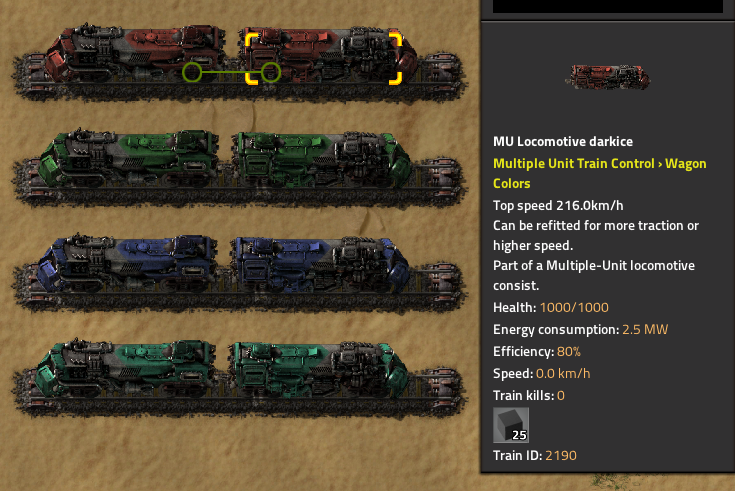 MU Locomotive darkice
Multiple Unit Train Control › Wagon
Colors
Top speed 216.0km/h
Can be refitted for more traction or
higher speed.
Part of a Multiple-Unit locomotive
consist.
Health: 1000/1000
Energy consumption: 2.5 MW
Efficiency: 80%
Speed: 0.0 km/h
Train kills: 0
25
Train ID: 2190